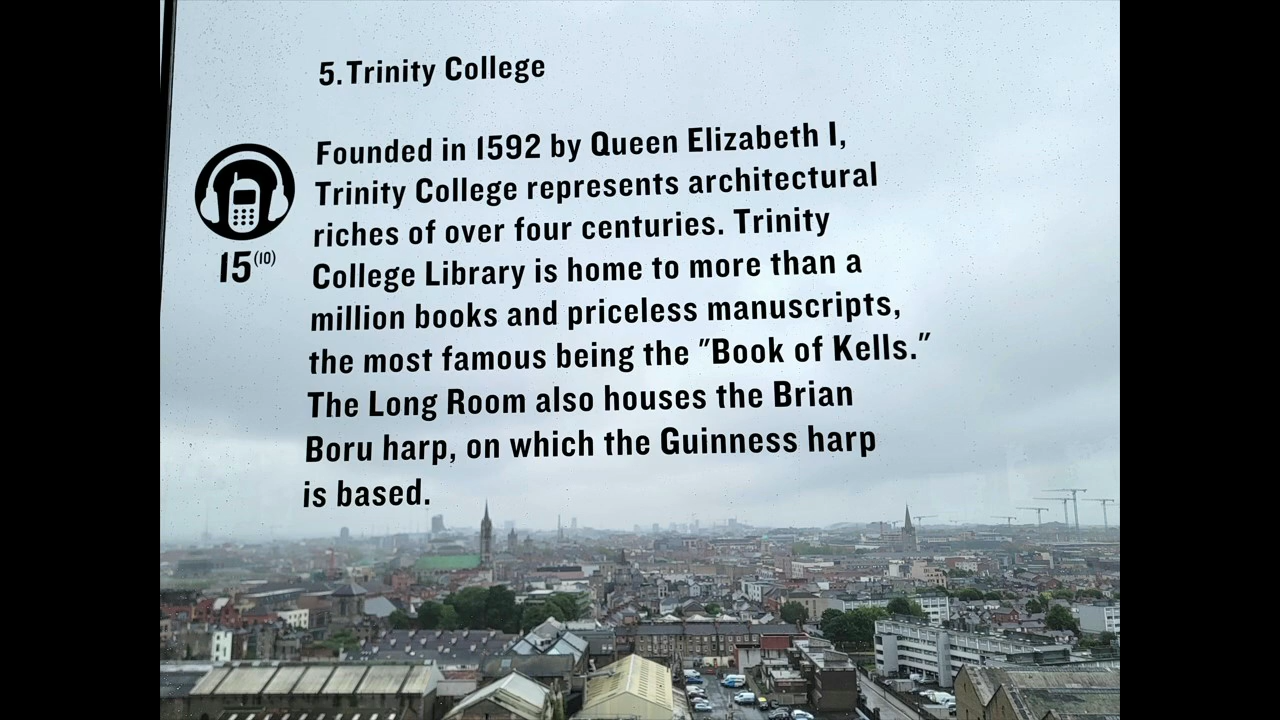 5. Trinity College
Founded in 1592 by Queen Elizabeth I,
Trinity College represents architectural
riches of over four centuries. Trinity
College Library is home to more than a
million books and priceless manuscripts,
the most famous being the "Book of Kells."
The Long Room also houses the Brian
Boru harp, on which the Guinness harp
is based.
15 (10)